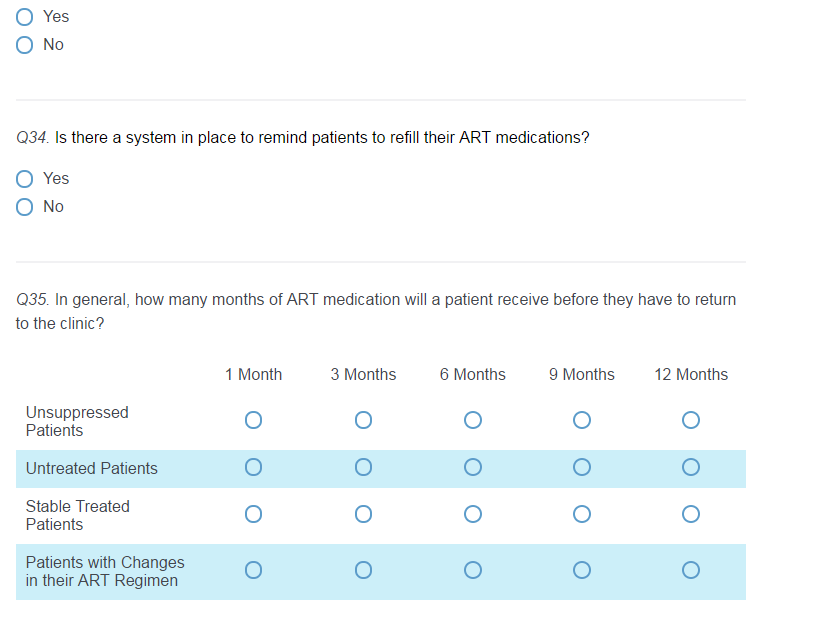 Yes
No
Q34. Is there a system in place to remind patients to refill their ART medications?
Yes
No
Q35. In general, how many months of ART medication will a patient receive before they have to return
to the clinic?
1 Month 3 Months 6 Months 9 Months 12 Months
Unsuppressed
Patients
Untreated Patients
Stable Treated
Patients
Patients with Changes
in their ART Regimen